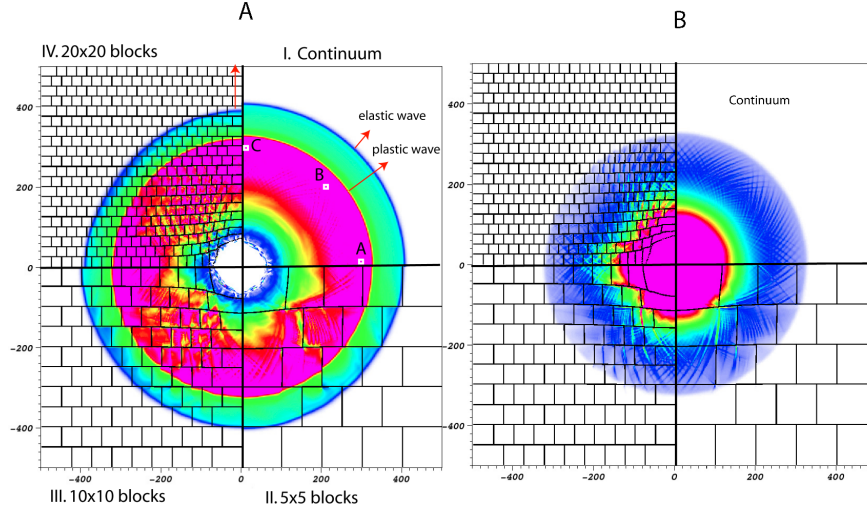 A
B
IV. 20x20 blocks
I. Continuum
Continuum
elastic wave
plastic wave
C
B
A
400
200
0
-200
-400
-400
-200
0
200
400
400
200
0
-200
-400
-400
-200
0
200
400
III. 10x10 blocks
II. 5x5 blocks